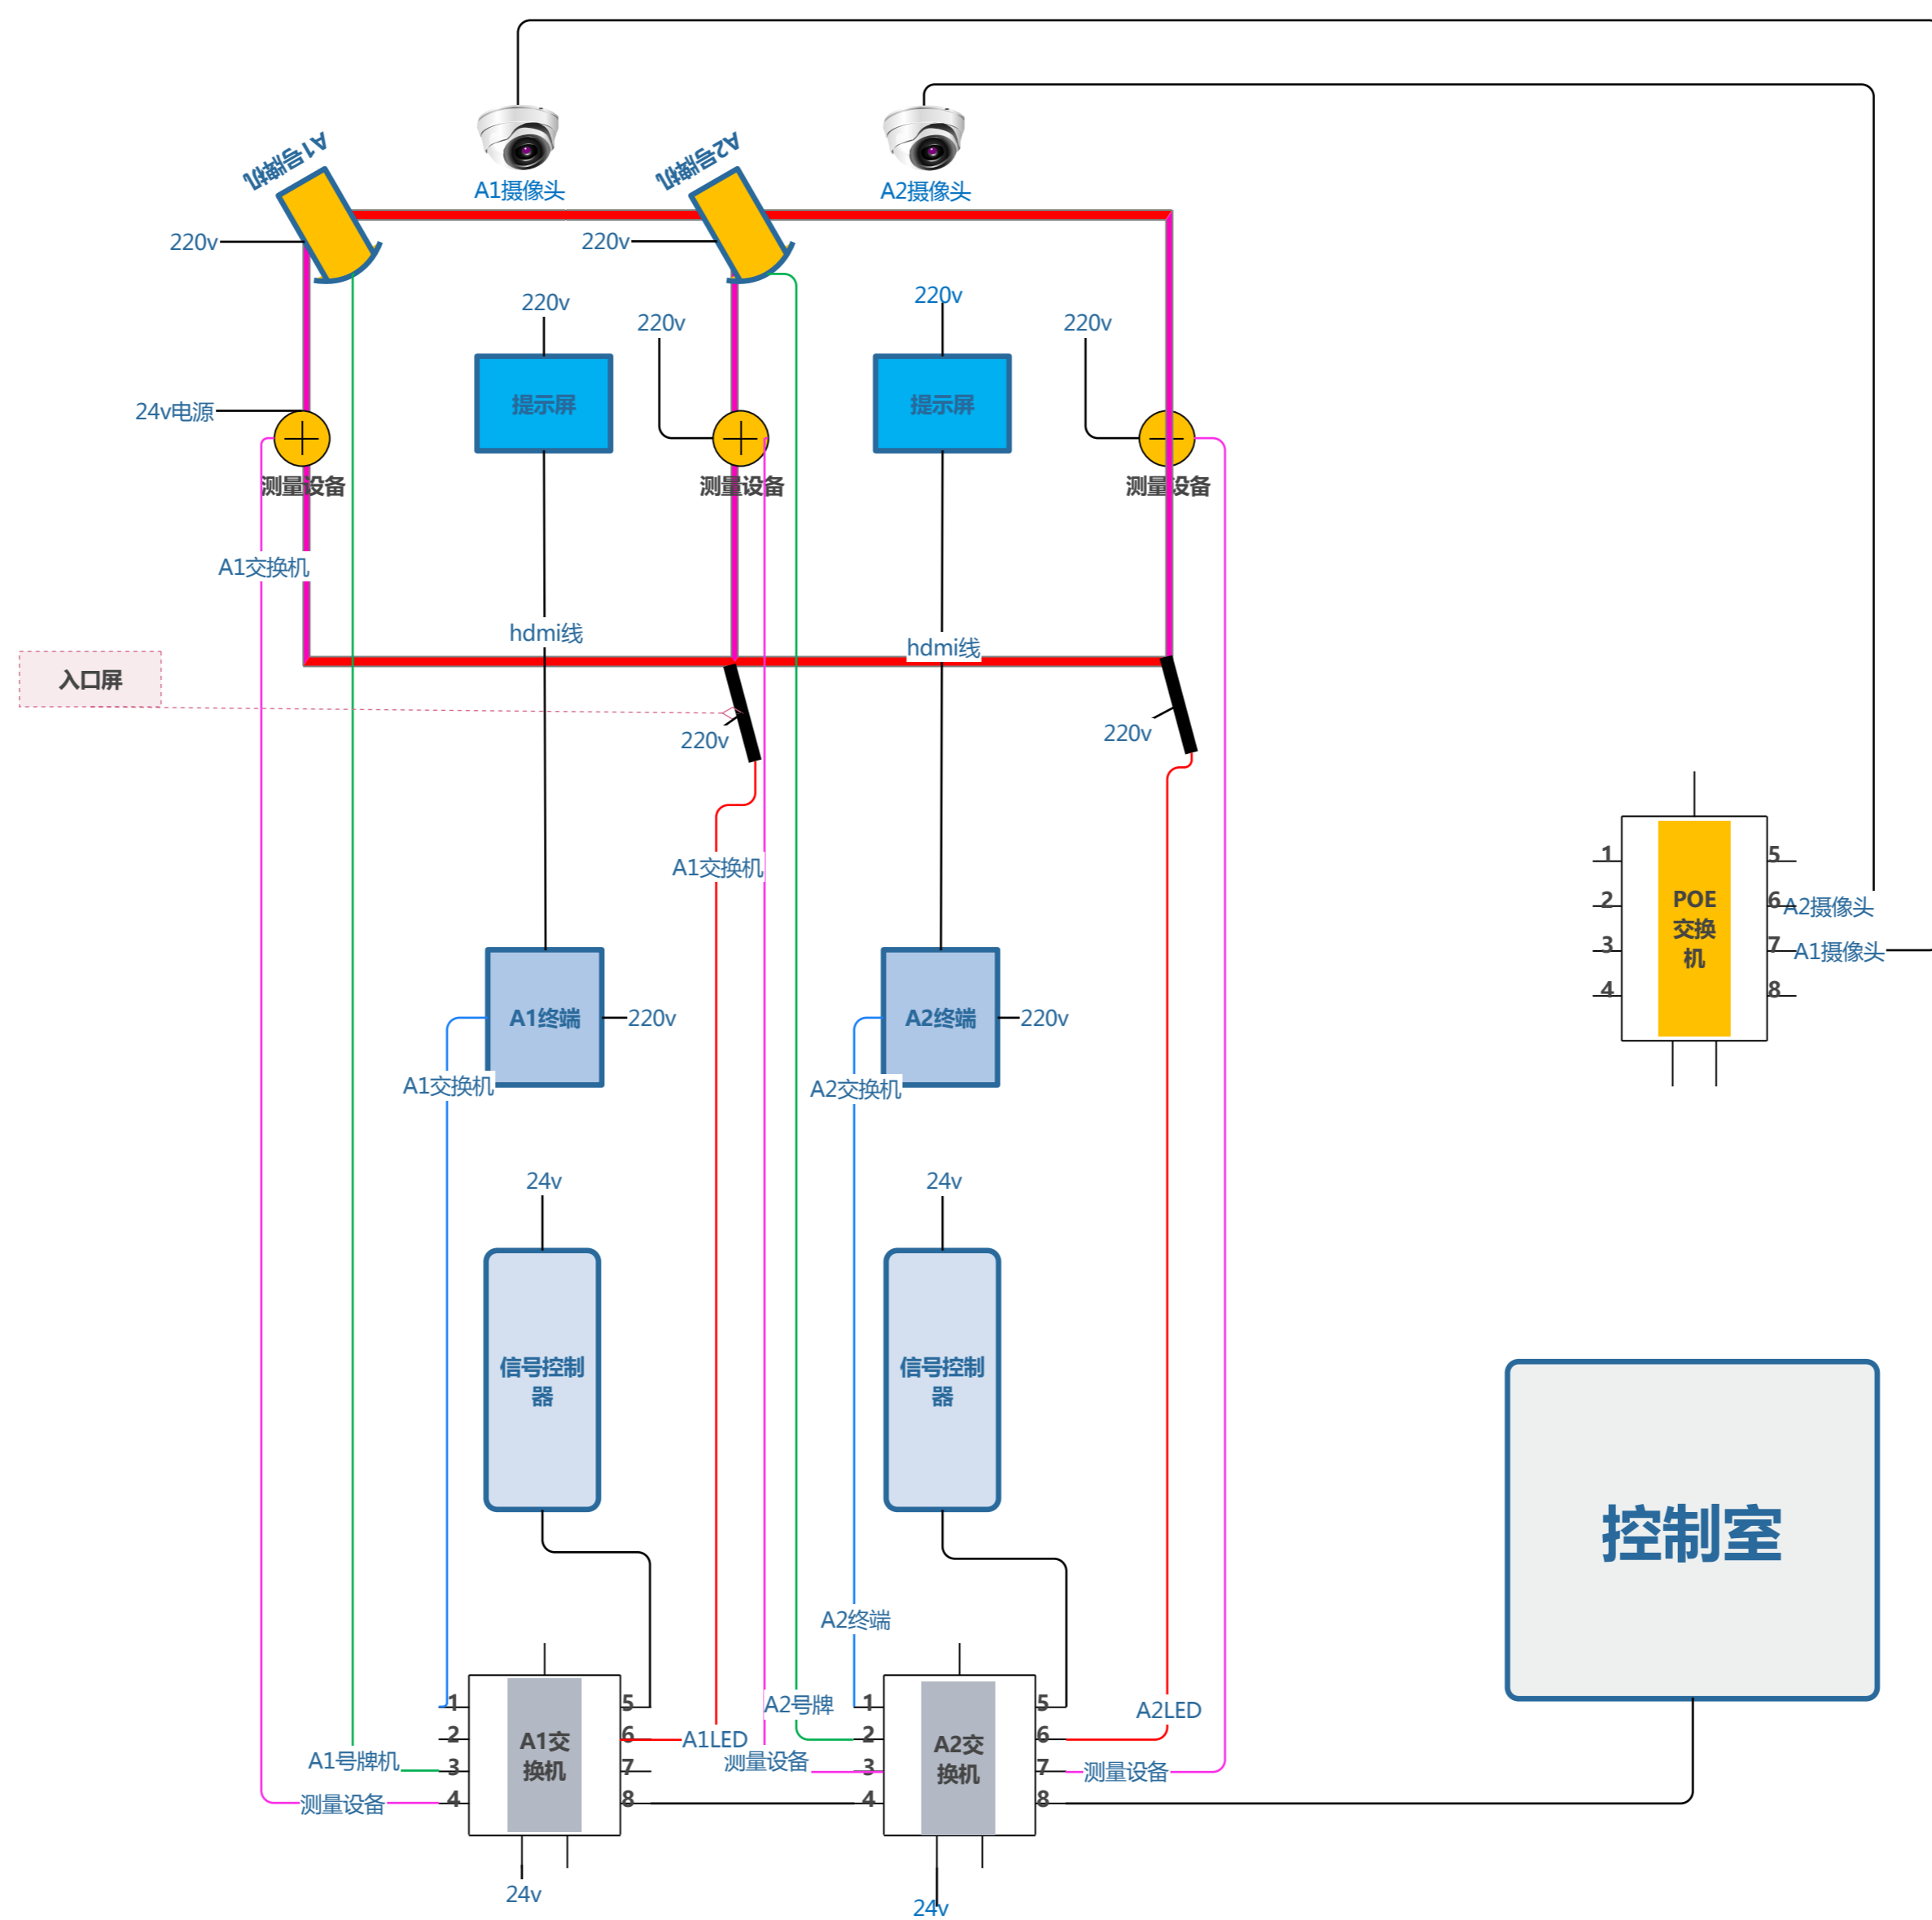 A1号牌机
A2号牌机
A1摄像头
A2摄像头
220v
220v
220v
220v
220v
220v
提示屏
提示屏
24v电源
测量设备
测量设备
测量设备
A1交换机
hdmi线
hdmi线
入口屏
220v
220v
A1交换机
1
2
3
4
POE
交换
机
5
6
7
8
A2摄像头
A1摄像头
A1终端
220v
A2终端
220v
A1交换机
A2交换机
24v
24v
信号控制
器
信号控制
器
控制室
A2终端
1
2
3
4
A1交
换机
5
6
7
8
A1号牌机
测量设备
A1LED
A2号牌
测量设备
1
2
3
4
A2交
换机
5
6
7
8
A2LED
测量设备
24v
24v